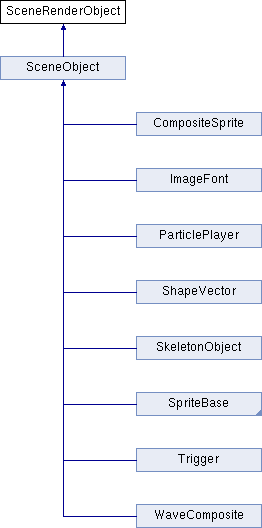 SceneRenderObject
SceneObject
CompositeSprite
ImageFont
ParticlePlayer
ShapeVector
SkeletonObject
SpriteBase
Trigger
WaveComposite